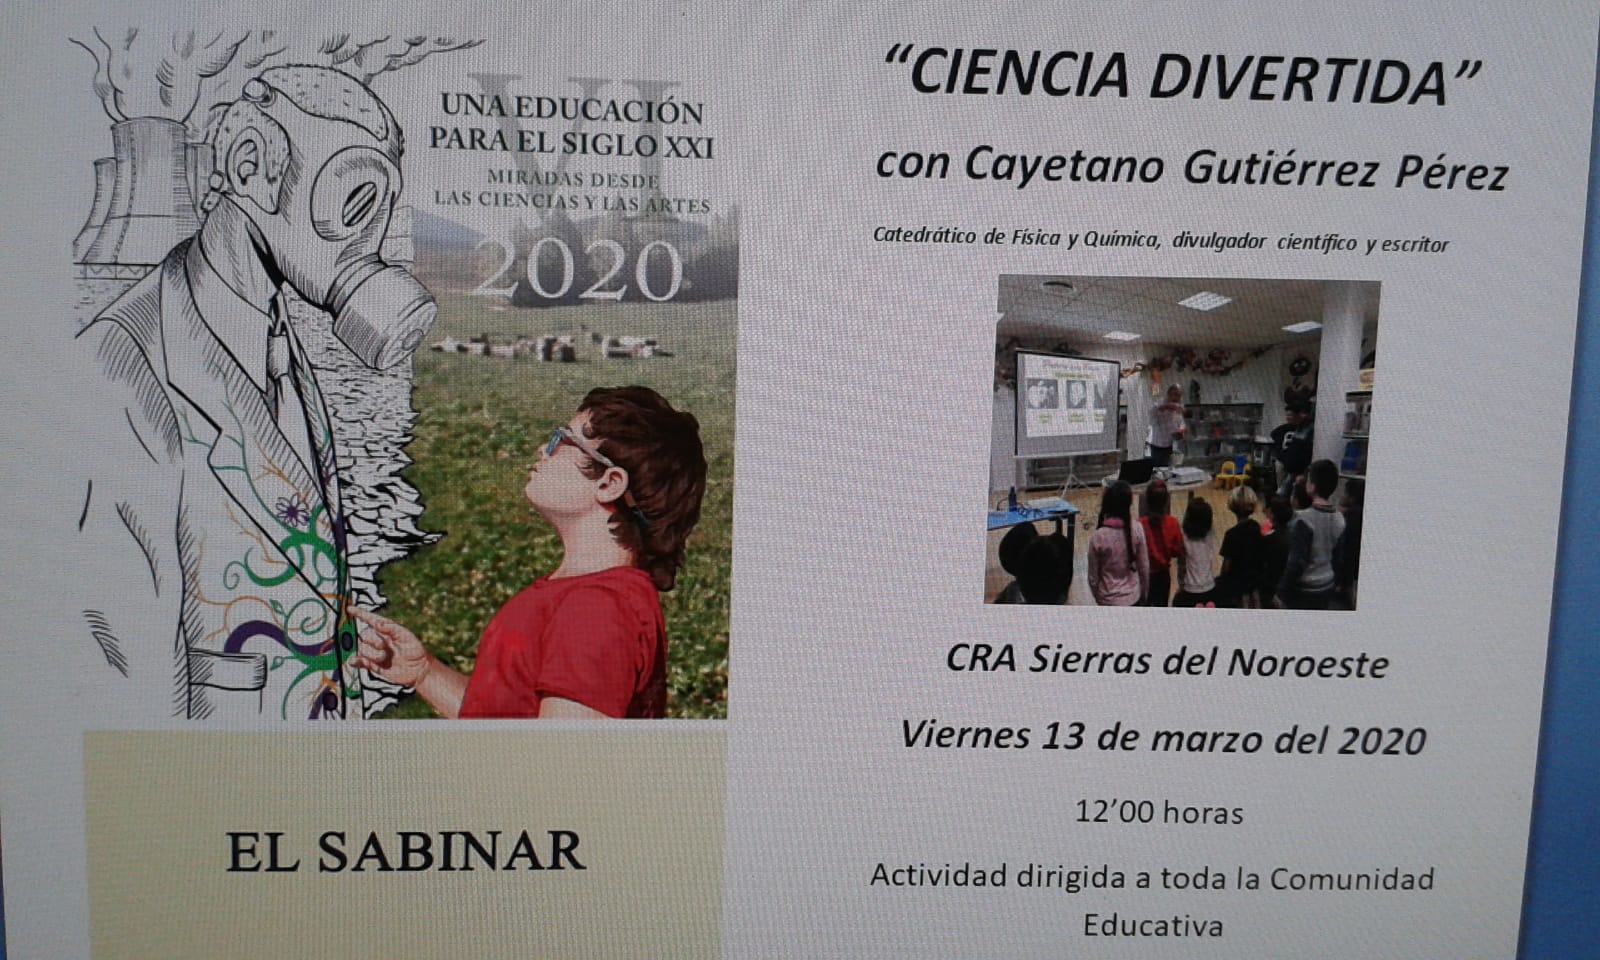 VI
UNA EDUCACIÓN
PARA EL SIGLO XXI
MIRADAS DESDE
LAS CIENCIAS Y LAS ARTES
2020
EL SABINAR
“CIENCIA DIVERTIDA”
con Cayetano Gutiérrez Pérez
Catedrático de Física y Química, divulgador científico y escritor
CRA Sierras del Noroeste
Viernes 13 de marzo del 2020
12’00 horas
Actividad dirigida a toda la Comunidad
Educativa